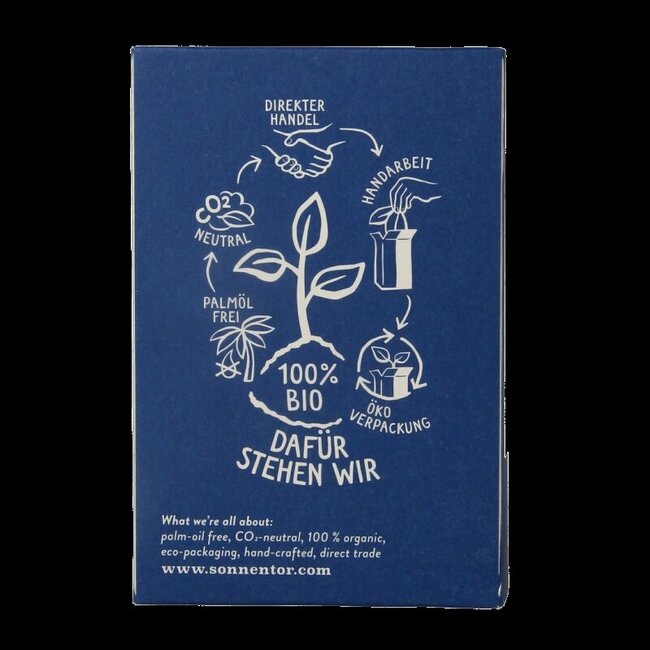 DIREKTER
HANDEL
HANDARBEIT
CO2
NEUTRAL
PALMÖL
FREI
100%
BIO
ÖKO
VERPACKUNG
DAFÜR
STEHEN WIR
What we're all about:
palm-oil free, CO₂-neutral, 100 % organic,
eco-packaging, hand-crafted, direct trade
www.sonnentor.com